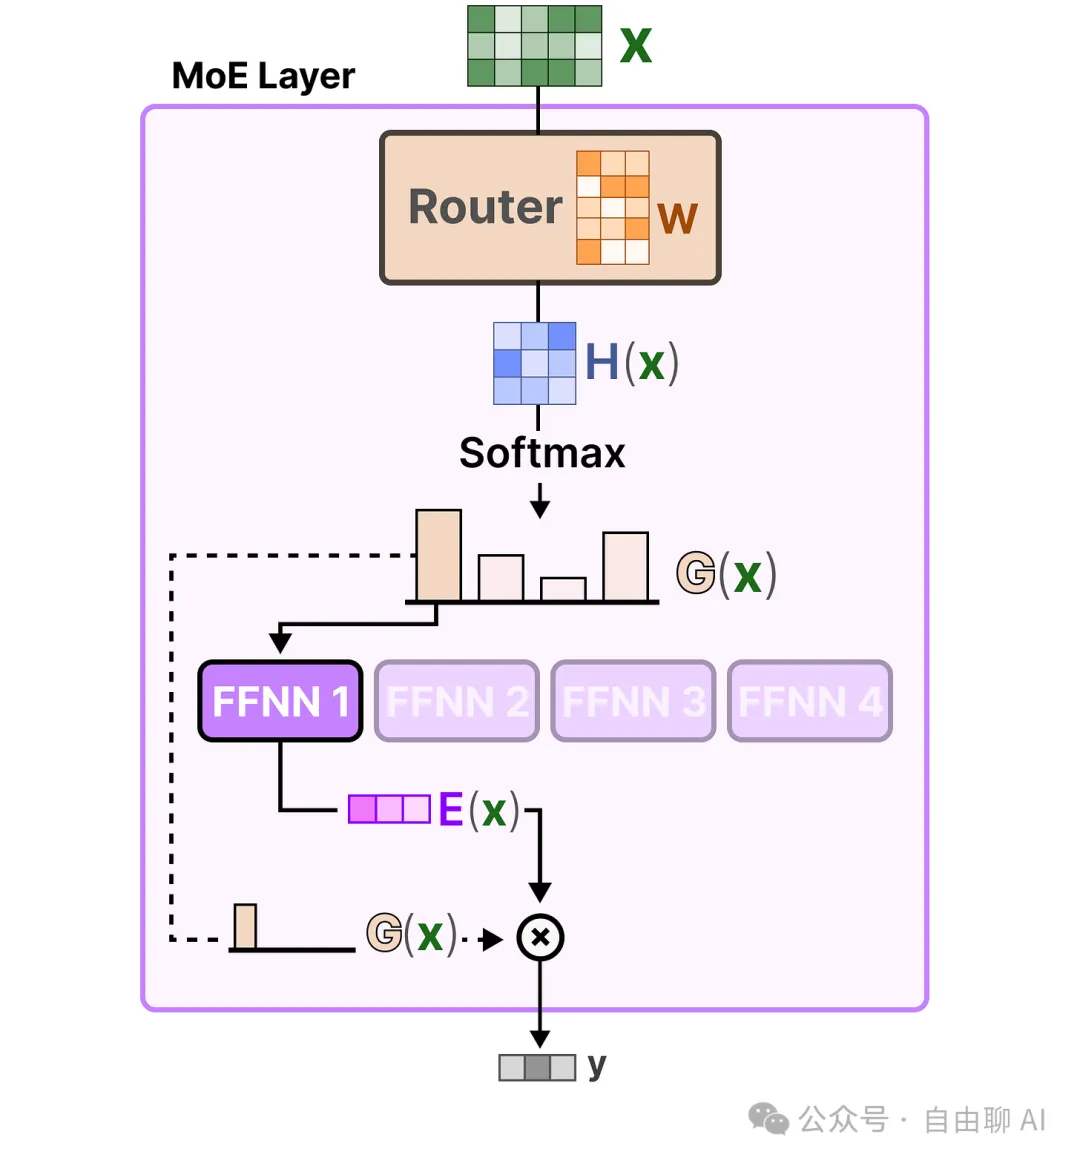 X
MoE Layer
Router
W
H(x)
Softmax
G(x)
FFNN 1
FFNN 2
FFNN 3
FFNN 4
E(x)
G(x)
y
公众号 · 自由聊 AI